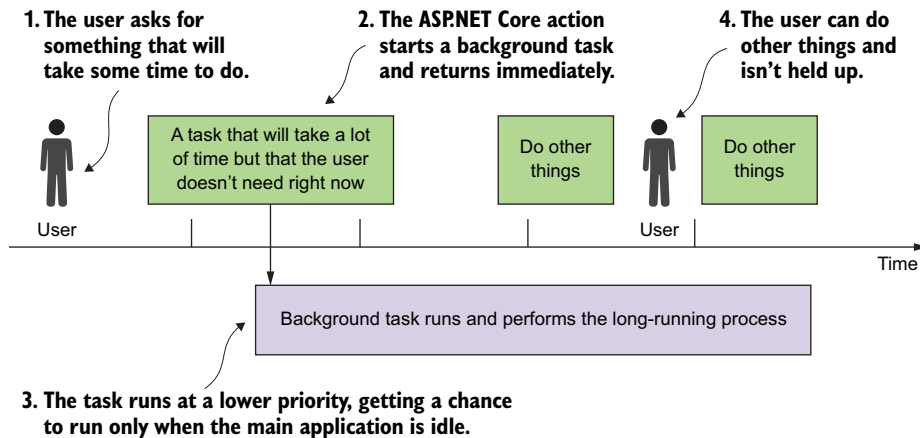 1. The user asks for
something that will
take some time to do.
2. The ASP.NET Core action
starts a background task
and returns immediately.
4. The user can do
other things and
isn't held up.
A task that will take a lot
of time but that the user
doesn't need right now
Do other
things
Do other
things
User
User
Time
Background task runs and performs the long-running process
3. The task runs at a lower priority, getting a chance
to run only when the main application is idle.